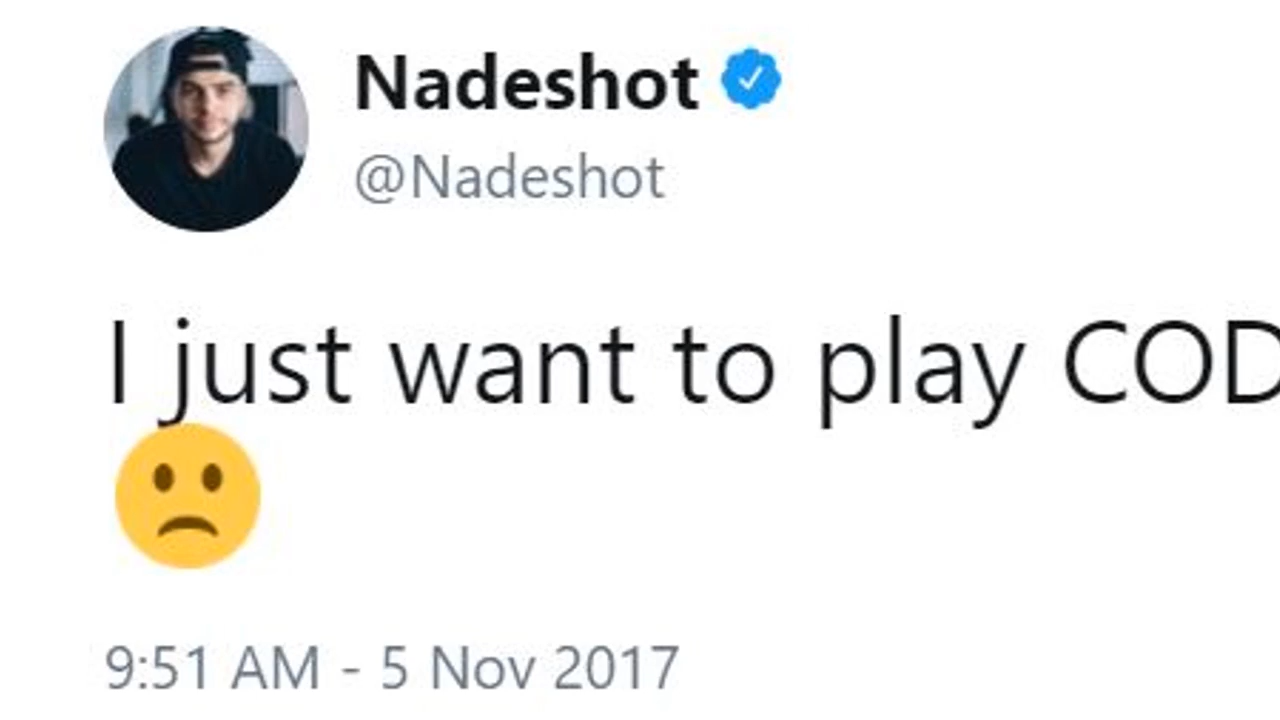 Nadeshot
@Nadeshot
I just want to play COD
🙁
9:51 AM - 5 Nov 2017